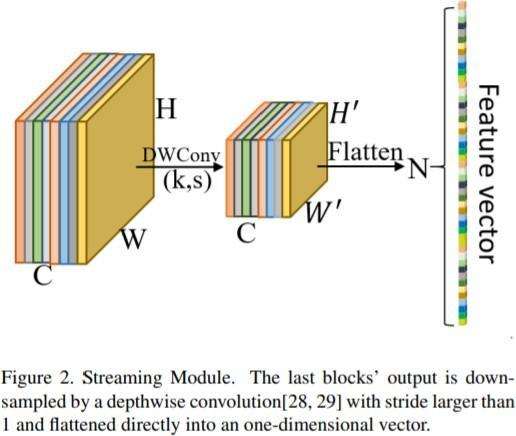 H
DWConv
(k,s)
W
C
H'
Flatten
W'
C
N
Feature vector
Figure 2. Streaming Module. The last blocks' output is down-
sampled by a depthwise convolution[28, 29] with stride larger than
1 and flattened directly into an one-dimensional vector.